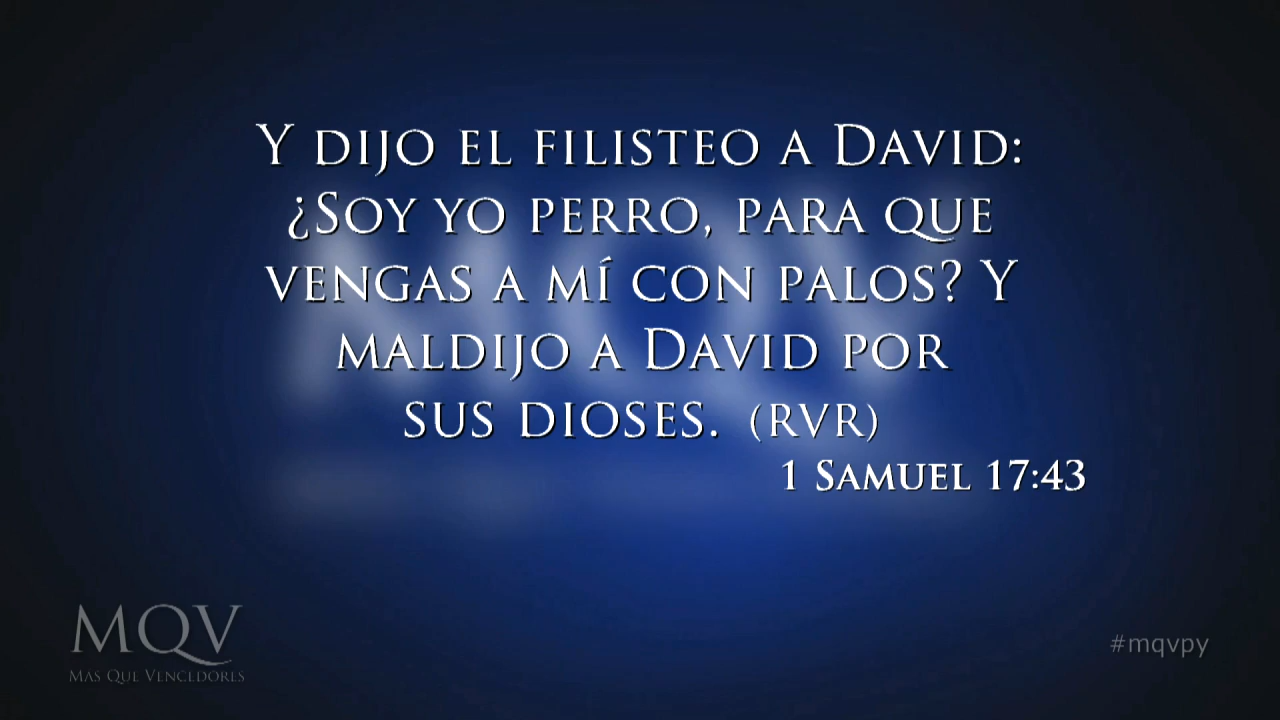 Y dijo el filisteo a David:
¿Soy yo perro, para que
vengas a mí con palos? Y
maldijo a David por
sus dioses. (RVR)
1 Samuel 17:43
MQV
Mas Que Vencedores
#mqvpy